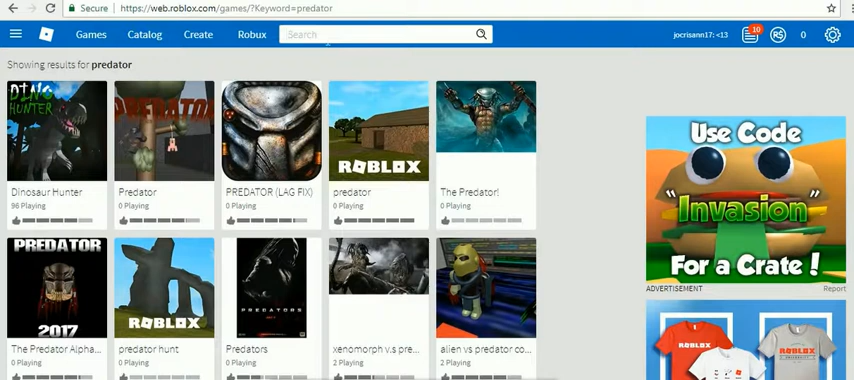 Secure
https://web.roblox.com/games/?Keyword=predator
Games
Catalog
Create
Robux
Search
jocrisann17: <13
10
R$
0
Showing results for predator
DINO
HUNTER
PREDATOR
ROBLOX
Dinosaur Hunter
96 Playing
Predator
0 Playing
PREDATOR (LAG FIX)
0 Playing
predator
0 Playing
The Predator!
0 Playing
Use Code
"Invasion"
For a Crate!
ADVERTISEMENT
Report
PREDATOR
2017
ROBLOX
PREDATORS
The Predator Alpha...
0 Playing
predator hunt
0 Playing
Predators
0 Playing
xenomorph v.s pre...
2 Playing
alien vs predator co...
2 Playing
ROBLOX
ROBLOX